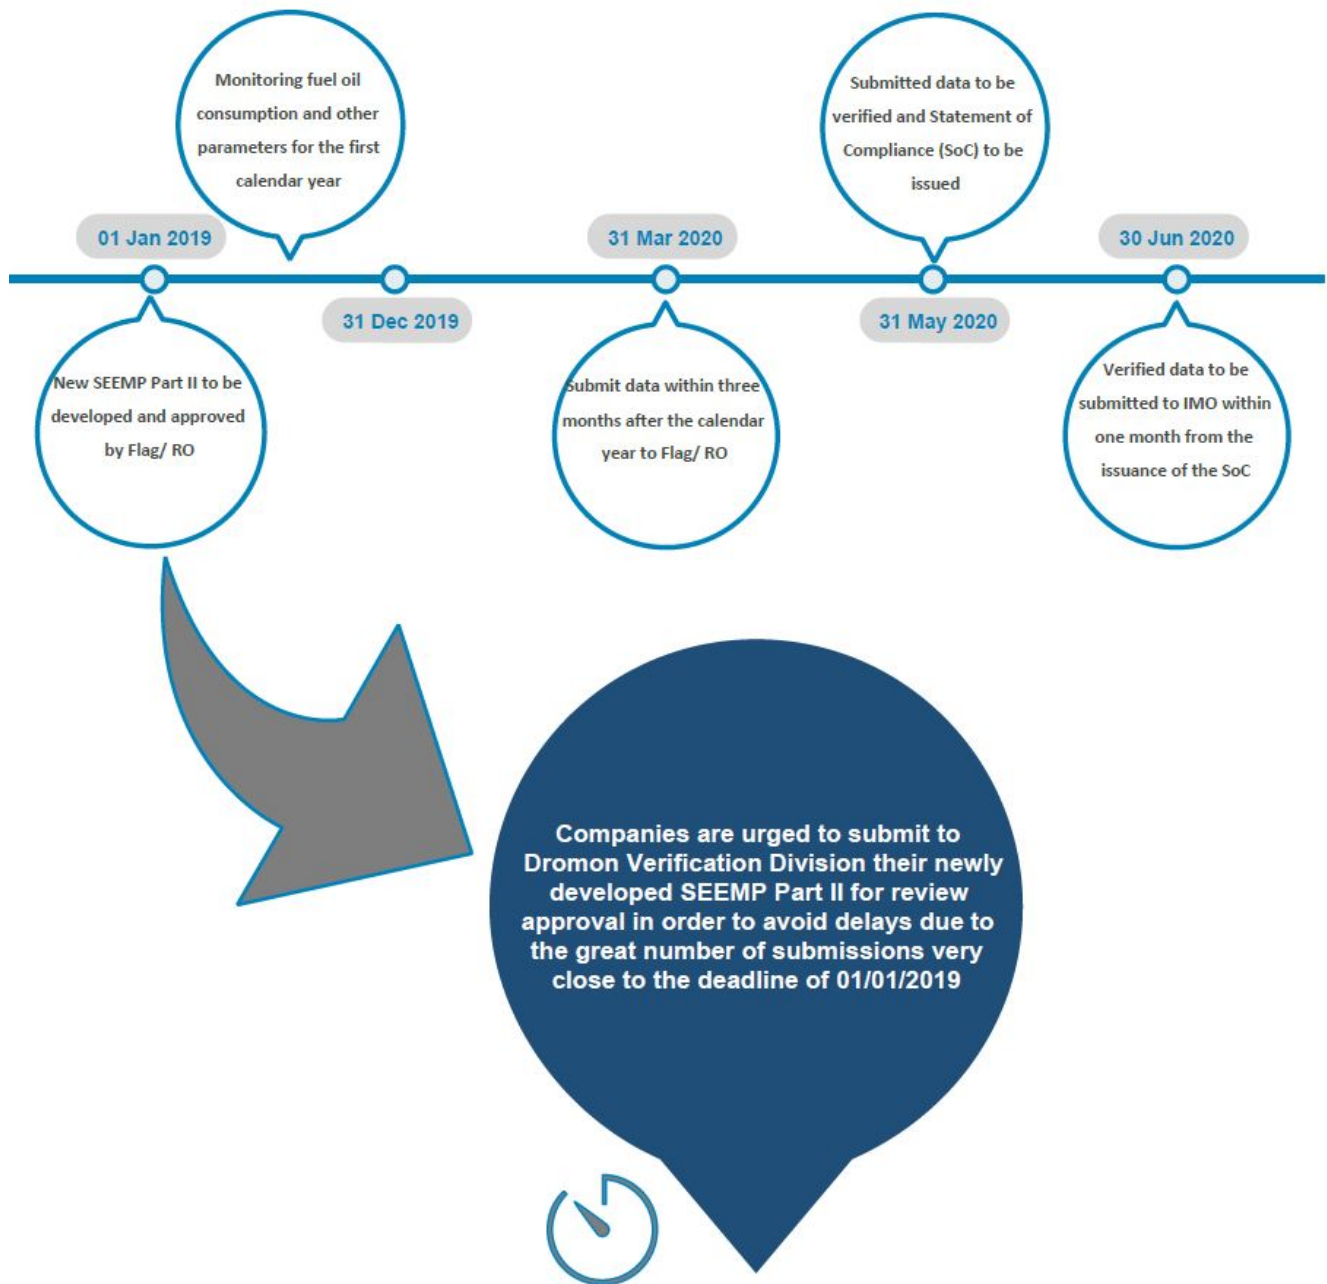 Monitoring fuel oil
consumption and other
parameters for the first
calendar year
Submitted data to be
verified and Statement of
Compliance (SoC) to be
issued
01 Jan 2019
31 Mar 2020
30 Jun 2020
31 Dec 2019
31 May 2020
New SEEMP Part II to be
developed and approved
by Flag/ RO
Submit data within three
months after the calendar
year to Flag/ RO
Verified data to be
submitted to IMO within
one month from the
issuance of the SoC
Companies are urged to submit to
Dromon Verification Division their newly
developed SEEMP Part II for review
approval in order to avoid delays due to
the great number of submissions very
close to the deadline of 01/01/2019